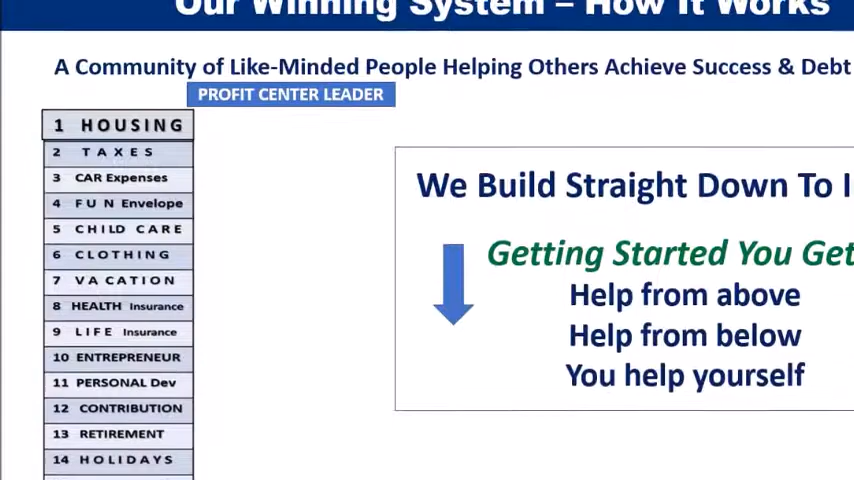 Our Winning System – How It Works
A Community of Like-Minded People Helping Others Achieve Success & Debt
PROFIT CENTER LEADER
1 HOUSING
2 TAXES
3 CAR Expenses
4 FUN Envelope
5 CHILD CARE
6 CLOTHING
7 VACATION
8 HEALTH Insurance
9 LIFE Insurance
10 ENTREPRENEUR
11 PERSONAL Dev
12 CONTRIBUTION
13 RETIREMENT
14 HOLIDAYS
We Build Straight Down To
Getting Started You Get
Help from above
Help from below
You help yourself